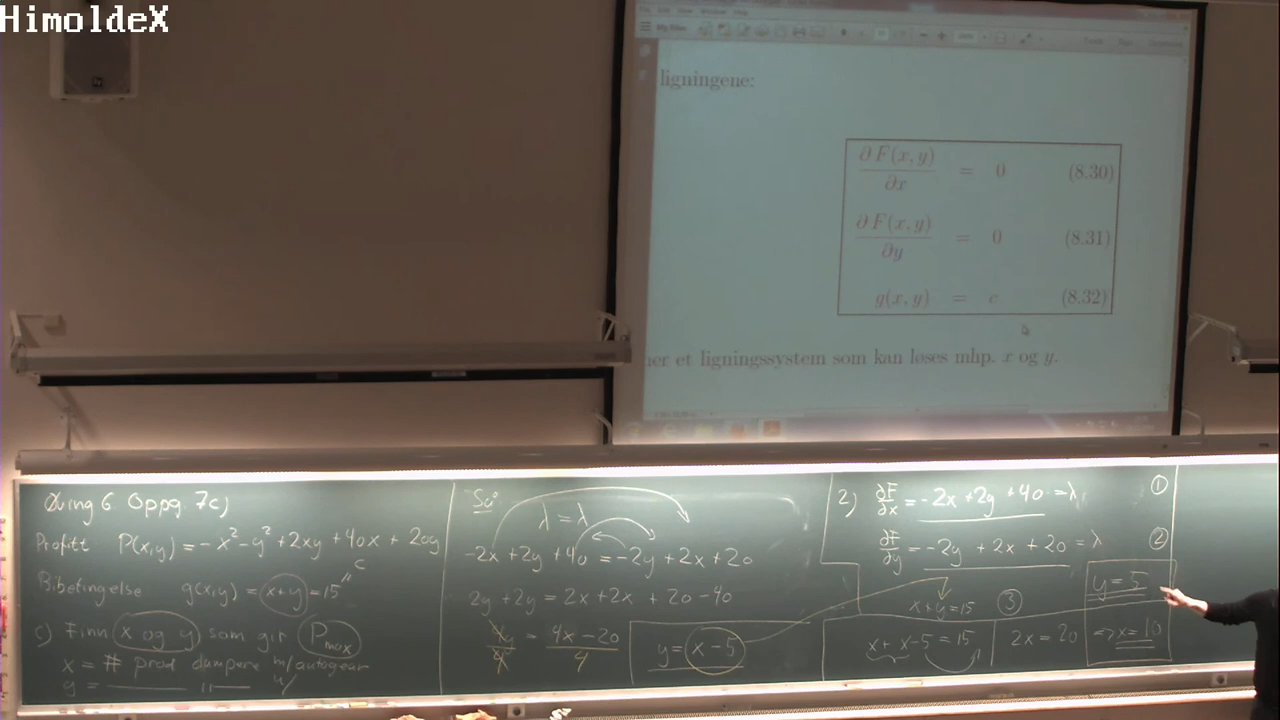 HimoldeX
ligningene:
∂F(x,y)/∂x = 0 (8.30)
∂F(x,y)/∂y = 0 (8.31)
g(x,y) = c (8.32)
et ligningssystem som kan løses mhp. x og y.
Øving 6. Oppg. 7c)
Profitt P(x,y) = -x² - y² + 2xy + 40x + 20y
Bibetingelse g(x,y) = x+y = 15 " c
c) Finn x og y som gir Pmax
x = # prod dumpere m/autogear
y = —— " —— u/
Så:
λ = λ
-2x + 2y + 40 = -2y + 2x + 20
2y + 2y = 2x + 2x + 20 - 40
4y/4 = (4x - 20)/4
y = x - 5
2) ∂F/∂x = -2x + 2y + 40 = λ ①
∂F/∂y = -2y + 2x + 20 = λ ②
x + y = 15 ③
y = 5
x + x - 5 = 15
2x = 20
=> x = 10